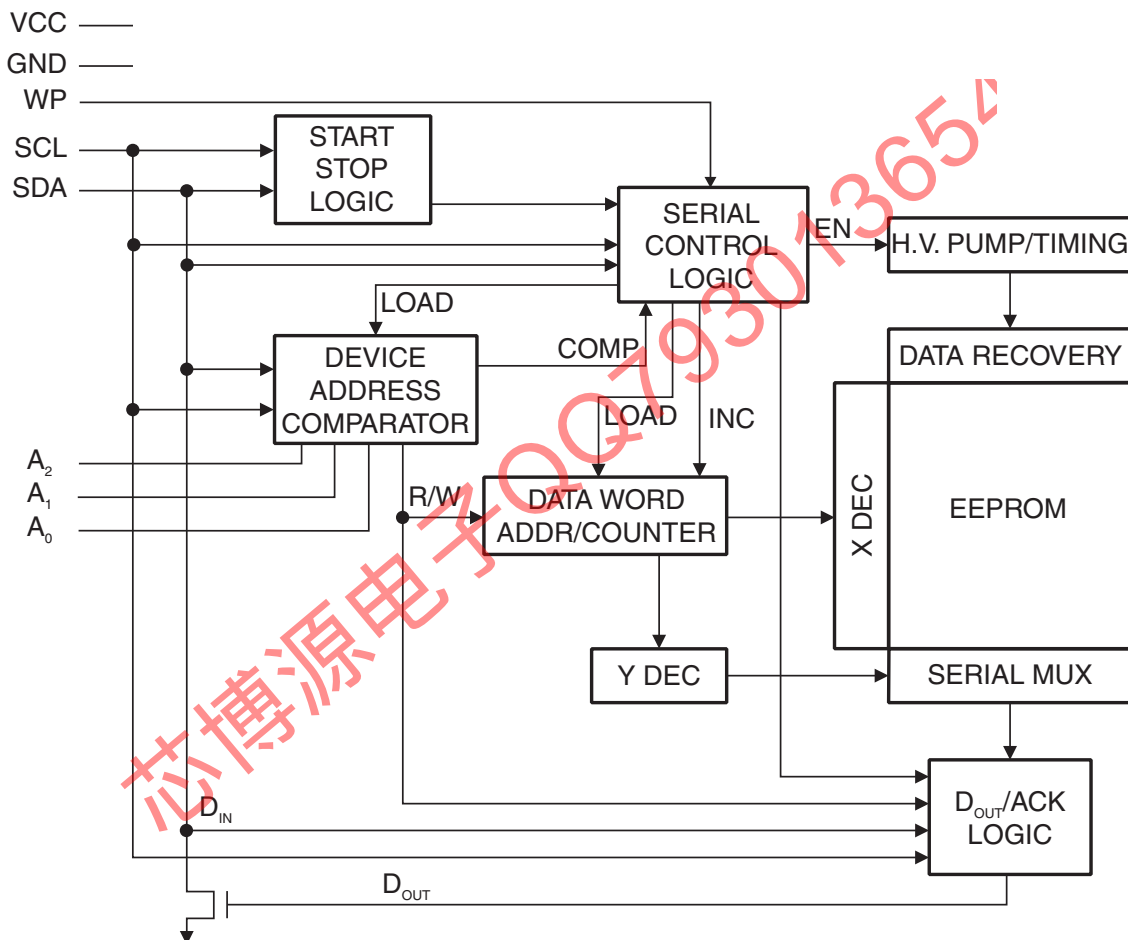 VCC
GND
WP
SCL
SDA
START
STOP
LOGIC
SERIAL
CONTROL
LOGIC
EN
H.V. PUMP/TIMING
LOAD
COMP
DATA RECOVERY
DEVICE
ADDRESS
COMPARATOR
LOAD
INC
A2
A1
A0
R/W
DATA WORD
ADDR/COUNTER
X DEC
EEPROM
Y DEC
SERIAL MUX
DIN
DOUT/ACK
LOGIC
DOUT
芯博源电子QQ793013654